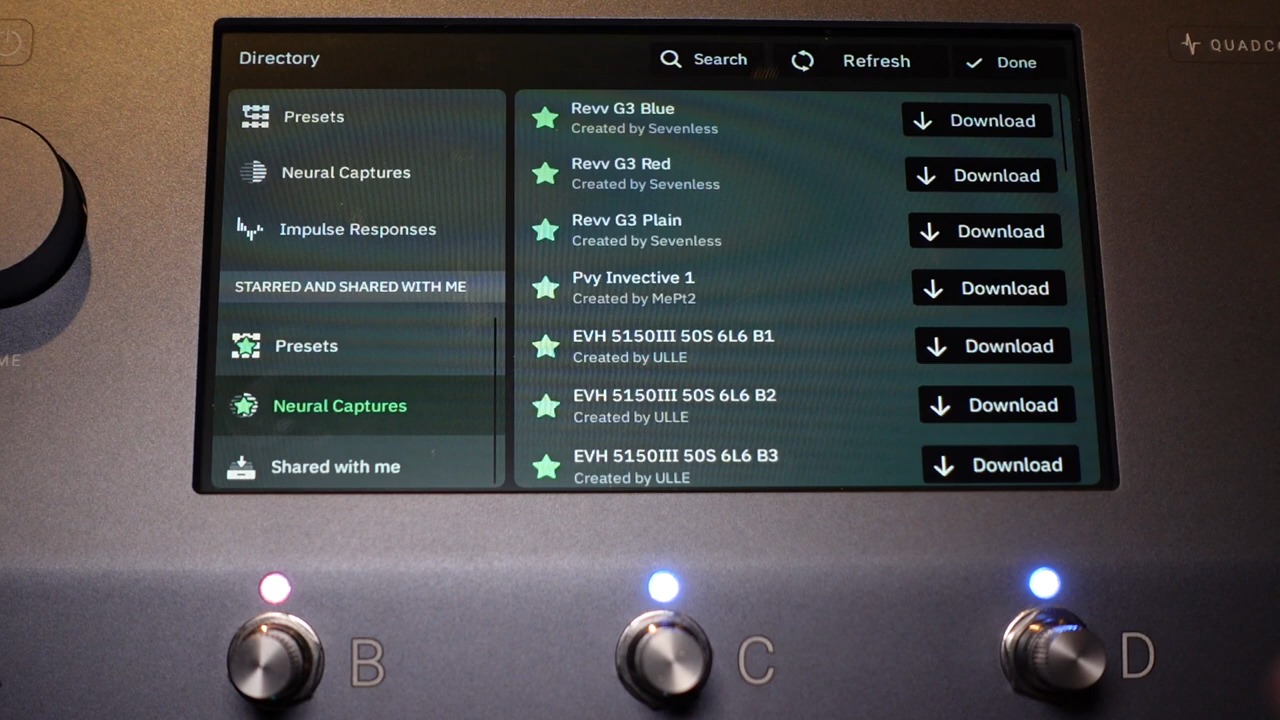 Directory
Search
Refresh
Done
QUADCO
Presets
Neural Captures
Impulse Responses
STARRED AND SHARED WITH ME
Presets
Neural Captures
Shared with me
Revv G3 Blue
Created by Sevenless
Download
Revv G3 Red
Created by Sevenless
Download
Revv G3 Plain
Created by Sevenless
Download
Pvy Invective 1
Created by MePt2
Download
EVH 5150III 50S 6L6 B1
Created by ULLE
Download
EVH 5150III 50S 6L6 B2
Created by ULLE
Download
EVH 5150III 50S 6L6 B3
Created by ULLE
Download
ME
B
C
D